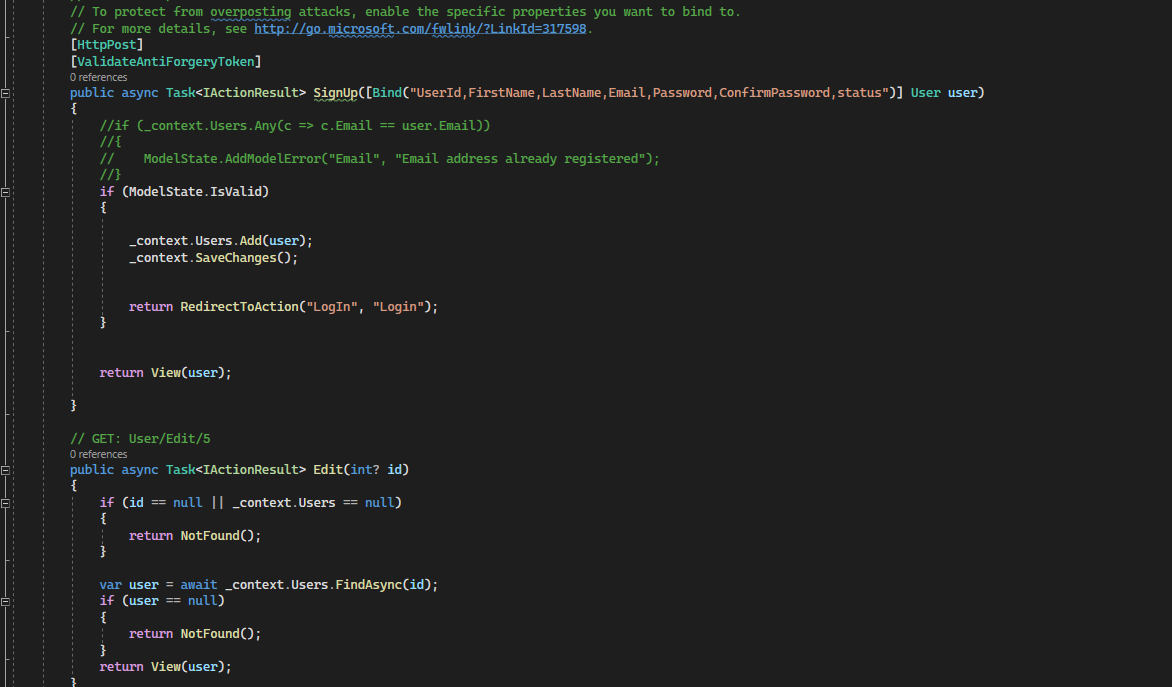 // To protect from overposting attacks, enable the specific properties you want to bind to.
// For more details, see http://go.microsoft.com/fwlink/?LinkId=317598.
[HttpPost]
[ValidateAntiForgeryToken]
0 references
public async Task<IActionResult> SignUp([Bind("UserId,FirstName,LastName,Email,Password,ConfirmPassword,status")] User user)
{
//if (_context.Users.Any(c => c.Email == user.Email))
//{
//    ModelState.AddModelError("Email", "Email address already registered");
//}
if (ModelState.IsValid)
{
_context.Users.Add(user);
_context.SaveChanges();
return RedirectToAction("LogIn", "Login");
}
return View(user);
}
// GET: User/Edit/5
0 references
public async Task<IActionResult> Edit(int? id)
{
if (id == null || _context.Users == null)
{
return NotFound();
}
var user = await _context.Users.FindAsync(id);
if (user == null)
{
return NotFound();
}
return View(user);
}